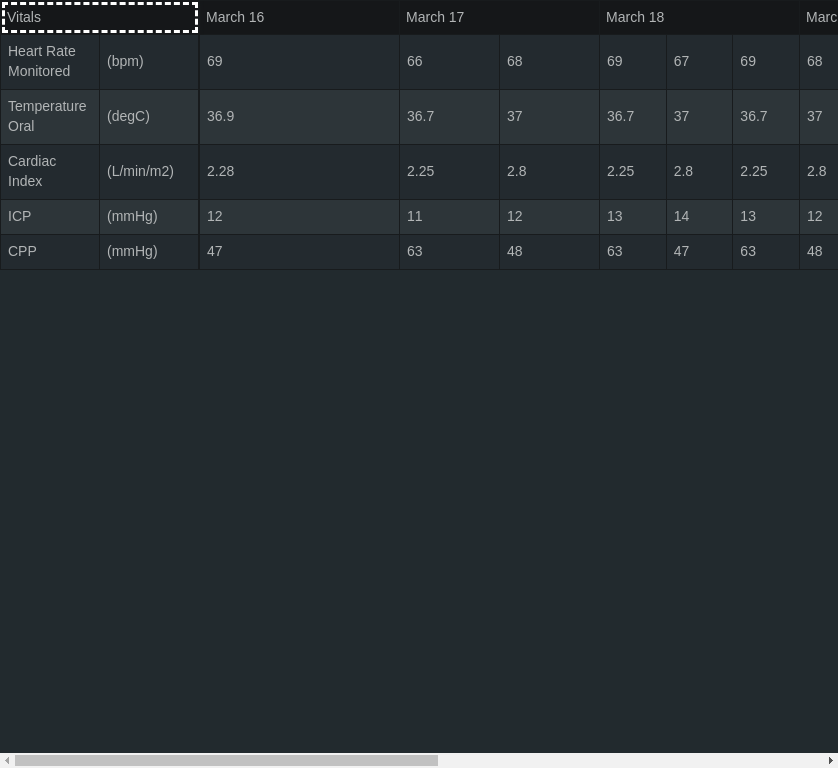 Vitals March 16 March 17 March 18 Marc
Heart Rate Monitored (bpm) 69 66 68 69 67 69 68
Temperature Oral (degC) 36.9 36.7 37 36.7 37 36.7 37
Cardiac Index (L/min/m2) 2.28 2.25 2.8 2.25 2.8 2.25 2.8
ICP (mmHg) 12 11 12 13 14 13 12
CPP (mmHg) 47 63 48 63 47 63 48